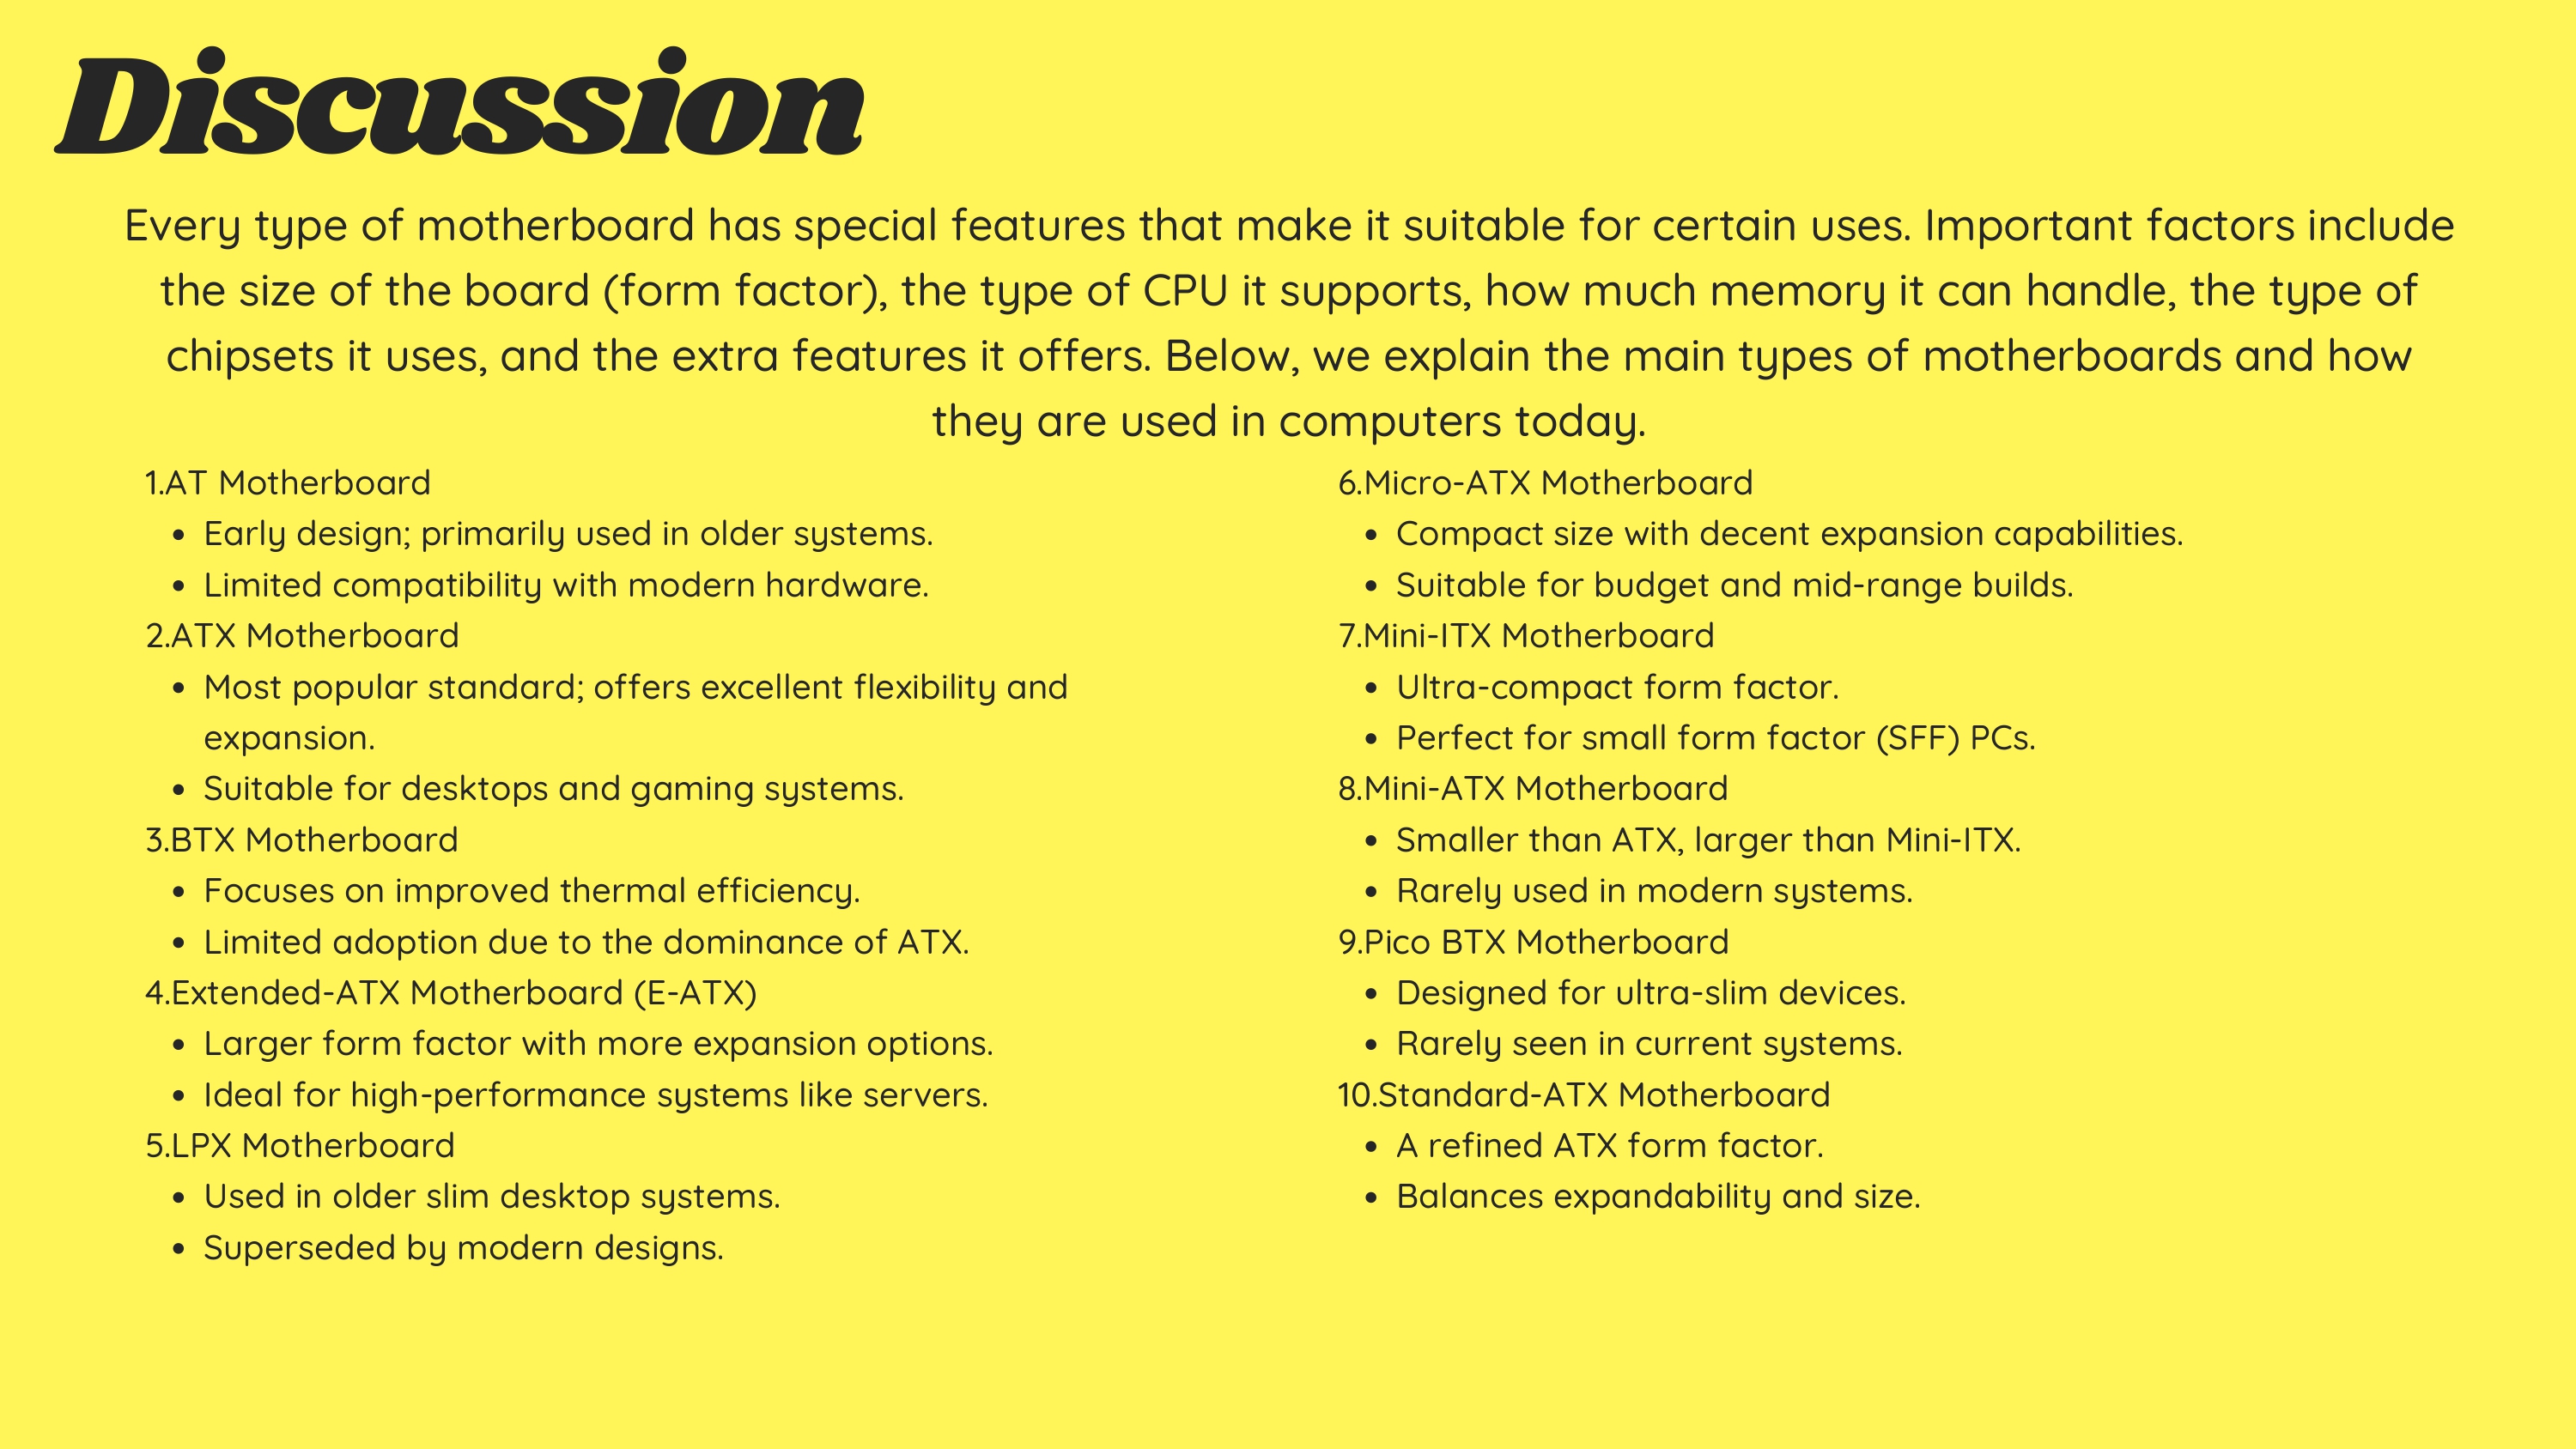 Discussion
Every type of motherboard has special features that make it suitable for certain uses. Important factors include
the size of the board (form factor), the type of CPU it supports, how much memory it can handle, the type of
chipsets it uses, and the extra features it offers. Below, we explain the main types of motherboards and how
they are used in computers today.
1.AT Motherboard
• Early design; primarily used in older systems.
• Limited compatibility with modern hardware.
2.ATX Motherboard
• Most popular standard; offers excellent flexibility and
expansion.
• Suitable for desktops and gaming systems.
3.BTX Motherboard
• Focuses on improved thermal efficiency.
• Limited adoption due to the dominance of ATX.
4.Extended-ATX Motherboard (E-ATX)
• Larger form factor with more expansion options.
• Ideal for high-performance systems like servers.
5.LPX Motherboard
• Used in older slim desktop systems.
• Superseded by modern designs.
6.Micro-ATX Motherboard
• Compact size with decent expansion capabilities.
• Suitable for budget and mid-range builds.
7.Mini-ITX Motherboard
• Ultra-compact form factor.
• Perfect for small form factor (SFF) PCs.
8.Mini-ATX Motherboard
• Smaller than ATX, larger than Mini-ITX.
• Rarely used in modern systems.
9.Pico BTX Motherboard
• Designed for ultra-slim devices.
• Rarely seen in current systems.
10.Standard-ATX Motherboard
• A refined ATX form factor.
• Balances expandability and size.